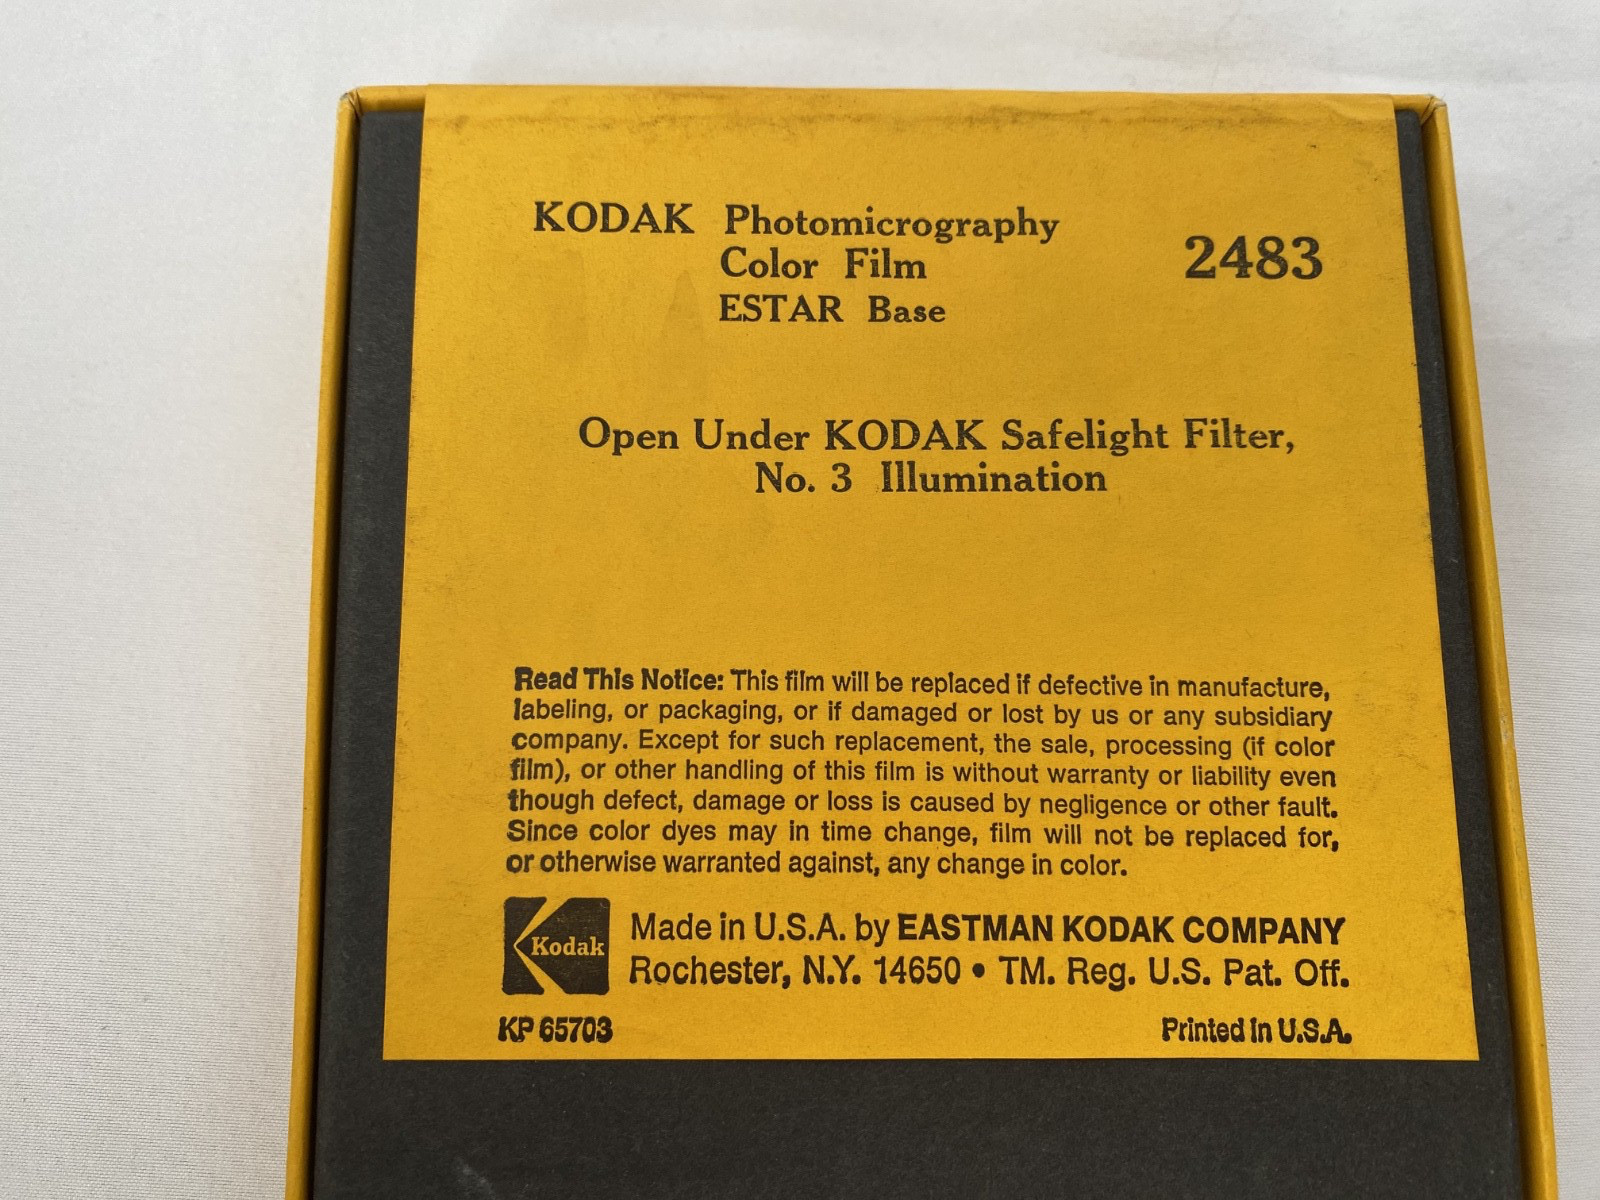 KODAK Photomicrography
Color Film
ESTAR Base
2483
Open Under KODAK Safelight Filter,
No. 3 Illumination
Read This Notice: This film will be replaced if defective in manufacture,
labeling, or packaging, or if damaged or lost by us or any subsidiary
company. Except for such replacement, the sale, processing (if color
film), or other handling of this film is without warranty or liability even
though defect, damage or loss is caused by negligence or other fault.
Since color dyes may in time change, film will not be replaced for,
or otherwise warranted against, any change in color.
Kodak
Made in U.S.A. by EASTMAN KODAK COMPANY
Rochester, N.Y. 14650 • TM. Reg. U.S. Pat. Off.
KP 65703
Printed in U.S.A.